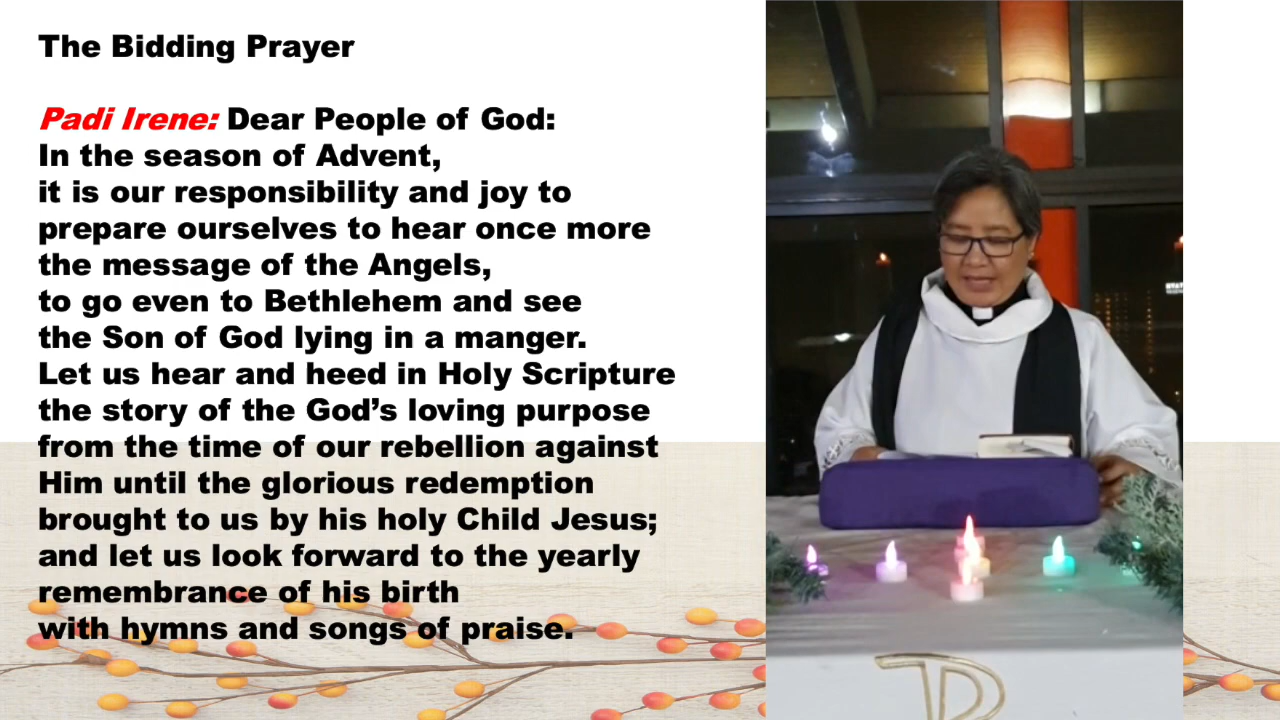 The Bidding Prayer
Padi Irene: Dear People of God:
In the season of Advent,
it is our responsibility and joy to
prepare ourselves to hear once more
the message of the Angels,
to go even to Bethlehem and see
the Son of God lying in a manger.
Let us hear and heed in Holy Scripture
the story of the God’s loving purpose
from the time of our rebellion against
Him until the glorious redemption
brought to us by his holy Child Jesus;
and let us look forward to the yearly
remembrance of his birth
with hymns and songs of praise.